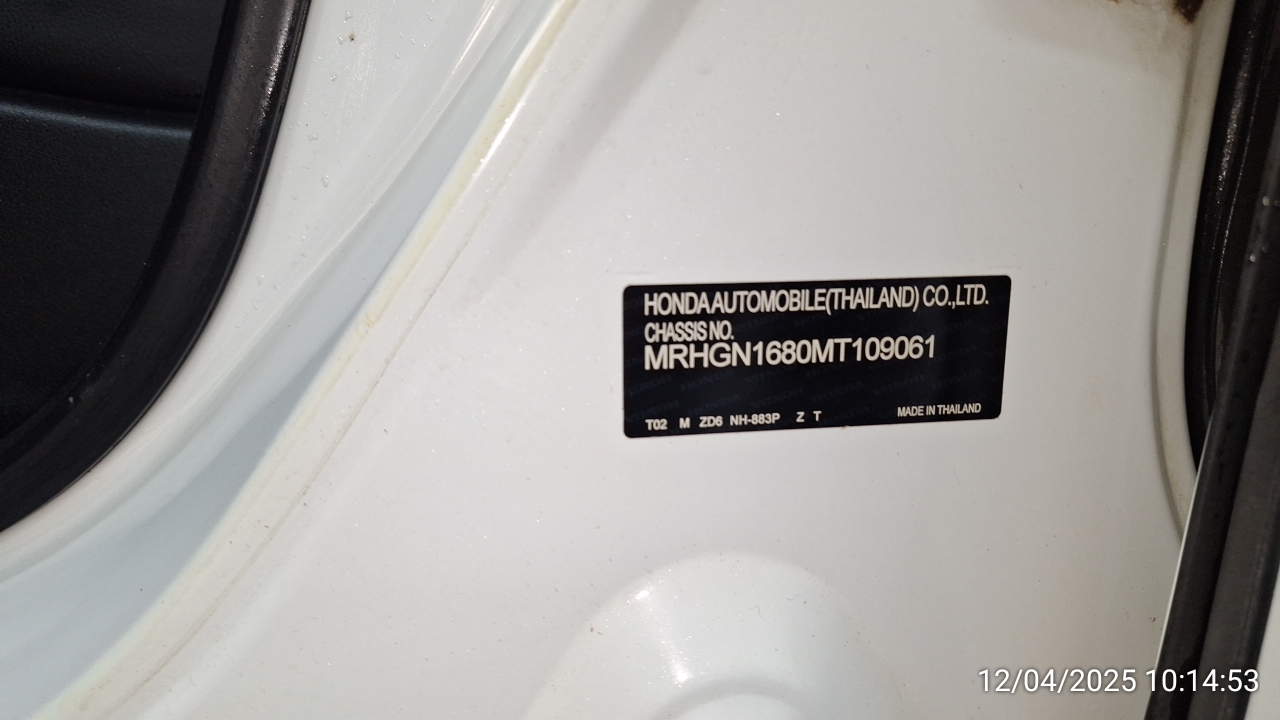 HONDA AUTOMOBILE(THAILAND) CO.,LTD.
CHASSIS NO.
MRHGN1680MT109061
T02 M ZD6 NH-883P Z T
MADE IN THAILAND
12/04/2025 10:14:53